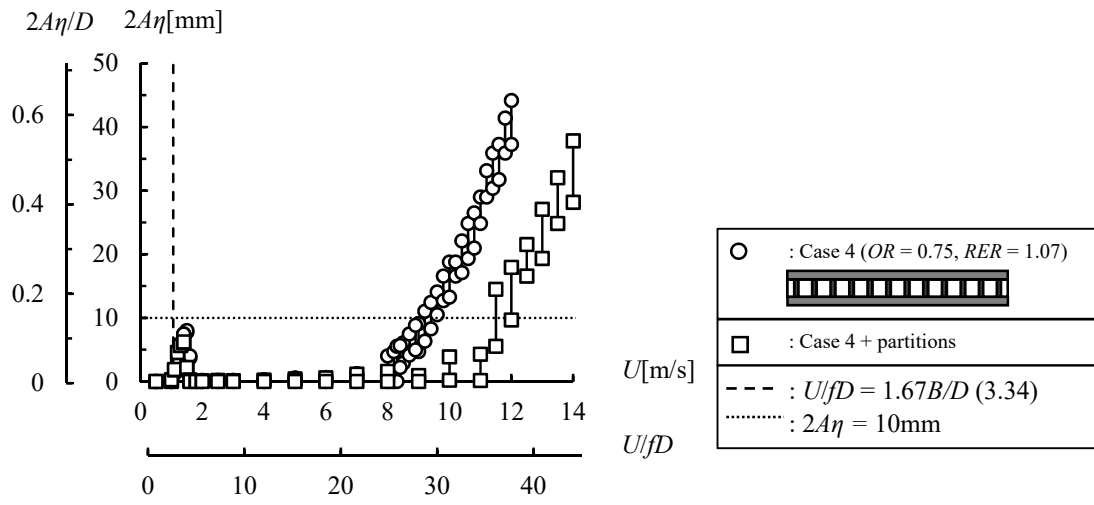 2Aη/D 2Aη[mm]
50
0.6
40
0.4
30
20
0.2
10
0 0
U[m/s]
0 2 4 6 8 10 12 14
U/fD
0 10 20 30 40
: Case 4 (OR = 0.75, RER = 1.07)
: Case 4 + partitions
: U/fD = 1.67B/D (3.34)
: 2Aη = 10mm